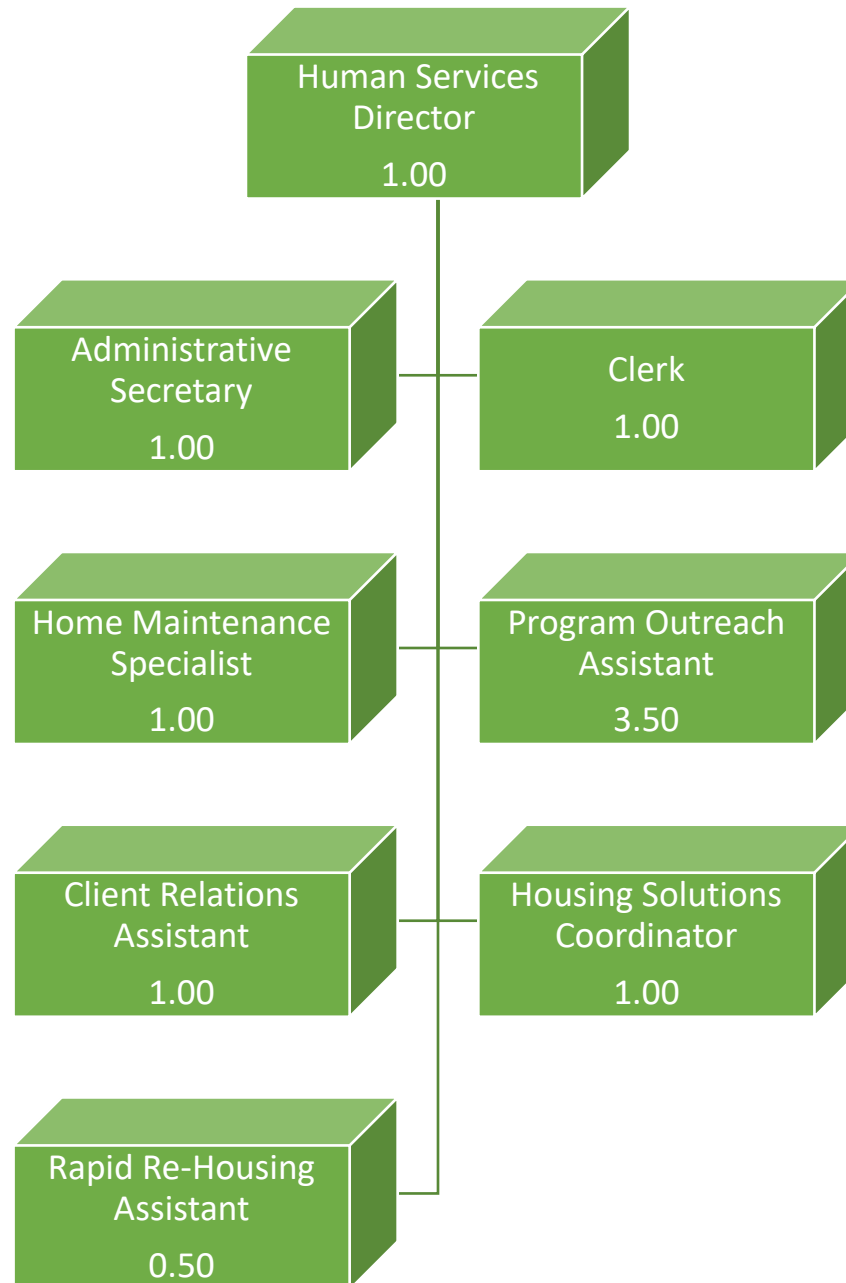 Human Services
Director
1.00
Administrative
Secretary
1.00
Clerk
1.00
Home Maintenance
Specialist
1.00
Program Outreach
Assistant
3.50
Client Relations
Assistant
1.00
Housing Solutions
Coordinator
1.00
Rapid Re-Housing
Assistant
0.50